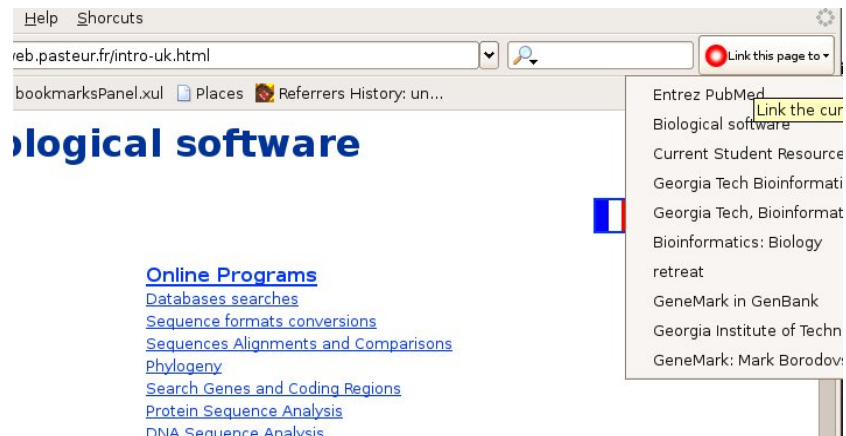 Help Shorcuts
eb.pasteur.fr/intro-uk.html
Link this page to
bookmarksPanel.xul Places Referrers History: un...
Entrez PubMed
Link the cur
Biological software
ological software
Current Student Resource
Georgia Tech Bioinformati
Georgia Tech, Bioinformat
Bioinformatics: Biology
retreat
GeneMark in GenBank
Georgia Institute of Techn
GeneMark: Mark Borodovs
Online Programs
Databases searches
Sequence formats conversions
Sequences Alignments and Comparisons
Phylogeny
Search Genes and Coding Regions
Protein Sequence Analysis
DNA Sequence Analysis